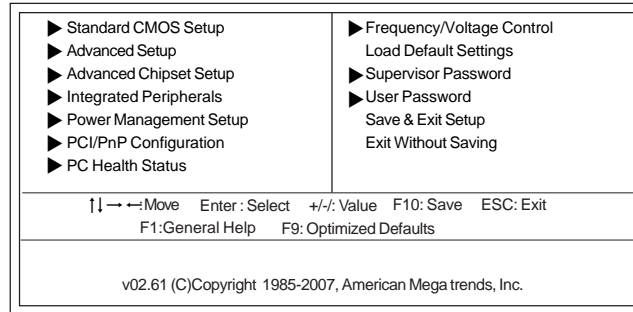 ▶ Standard CMOS Setup
▶ Advanced Setup
▶ Advanced Chipset Setup
▶ Integrated Peripherals
▶ Power Management Setup
▶ PCI/PnP Configuration
▶ PC Health Status
▶ Frequency/Voltage Control
Load Default Settings
▶ Supervisor Password
▶ User Password
Save & Exit Setup
Exit Without Saving
↑↓→←:Move Enter : Select +/-/: Value F10: Save ESC: Exit
F1:General Help F9: Optimized Defaults
v02.61 (C)Copyright 1985-2007, American Mega trends, Inc.